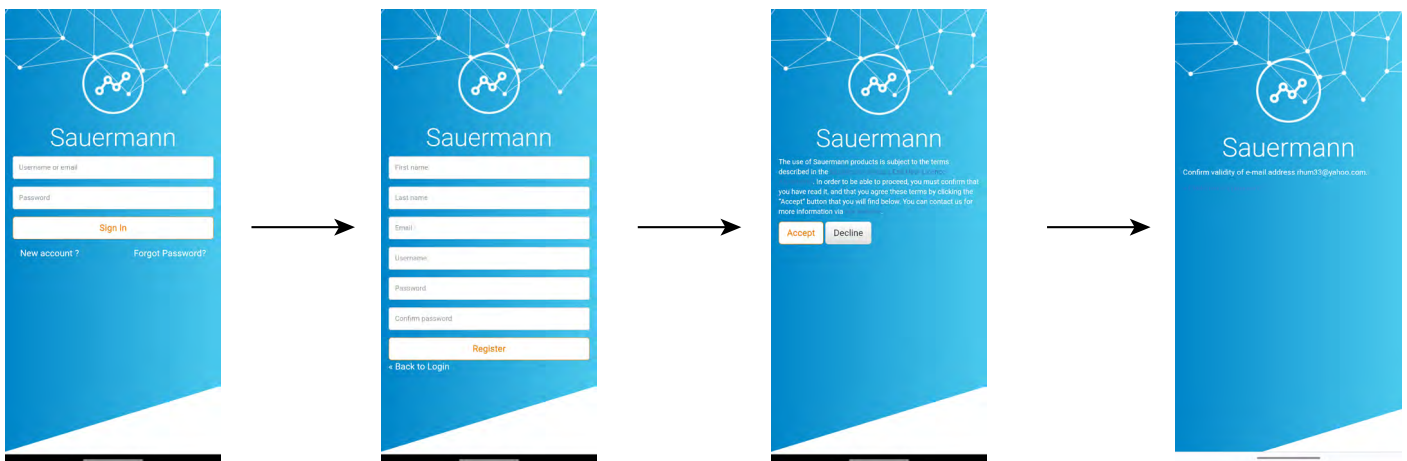 Sauermann
Username or email
Password
Sign In
New account ?
Forgot Password?
Sauermann
First name
Last name
Email
Username
Password
Confirm password
Register
« Back to Login
Sauermann
The use of Sauermann products is subject to the terms
described in the
. In order to be able to proceed, you must confirm that
you have read it, and that you agree these terms by clicking the
"Accept" button that you will find below. You can contact us for
more information via
Accept
Decline
Sauermann
Confirm validity of e-mail address rhum33@yahoo.com.